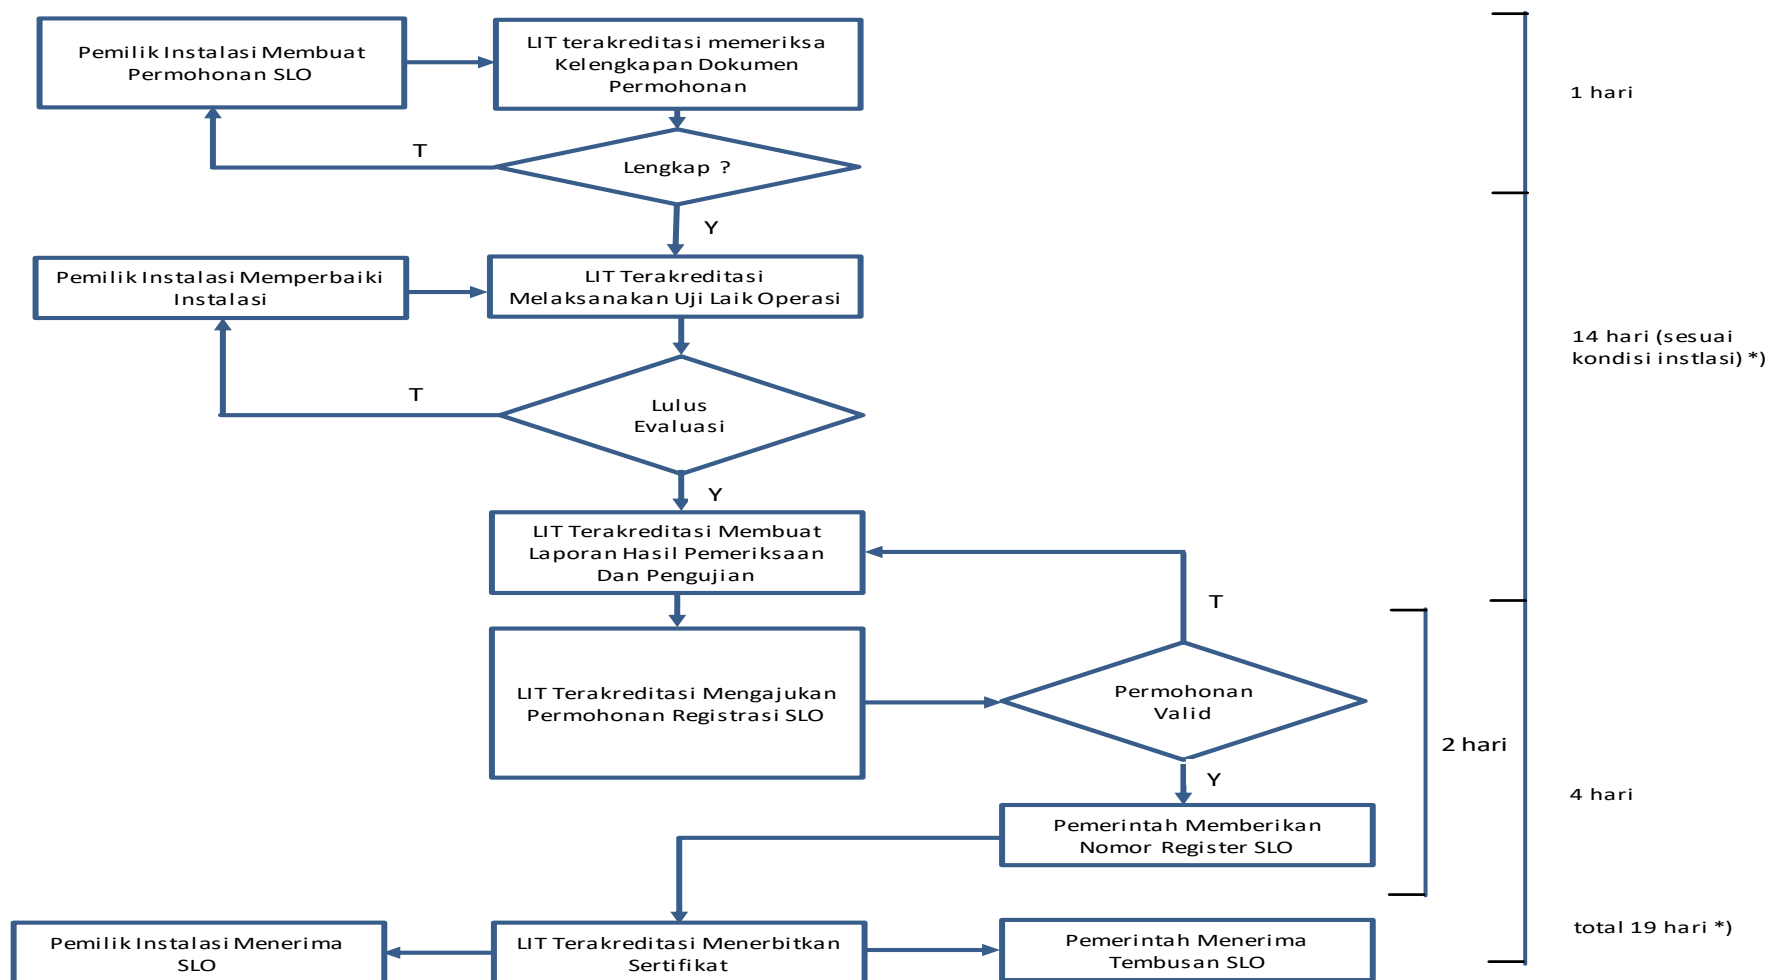 Pemilik Instalasi Membuat
Permohonan SLO
LIT terakreditasi memeriksa
Kelengkapan Dokumen
Permohonan
1 hari
T
Lengkap ?
Y
Pemilik Instalasi Memperbaiki
Instalasi
LIT Terakreditasi
Melaksanakan Uji Laik Operasi
14 hari (sesuai
kondisi instlasi) *)
T
Lulus
Evaluasi
Y
LIT Terakreditasi Membuat
Laporan Hasil Pemeriksaan
Dan Pengujian
T
LIT Terakreditasi Mengajukan
Permohonan Registrasi SLO
Permohonan
Valid
2 hari
Y
4 hari
Pemerintah Memberikan
Nomor Register SLO
Pemilik Instalasi Menerima
SLO
LIT Terakreditasi Menerbitkan
Sertifikat
Pemerintah Menerima
Tembusan SLO
total 19 hari *)